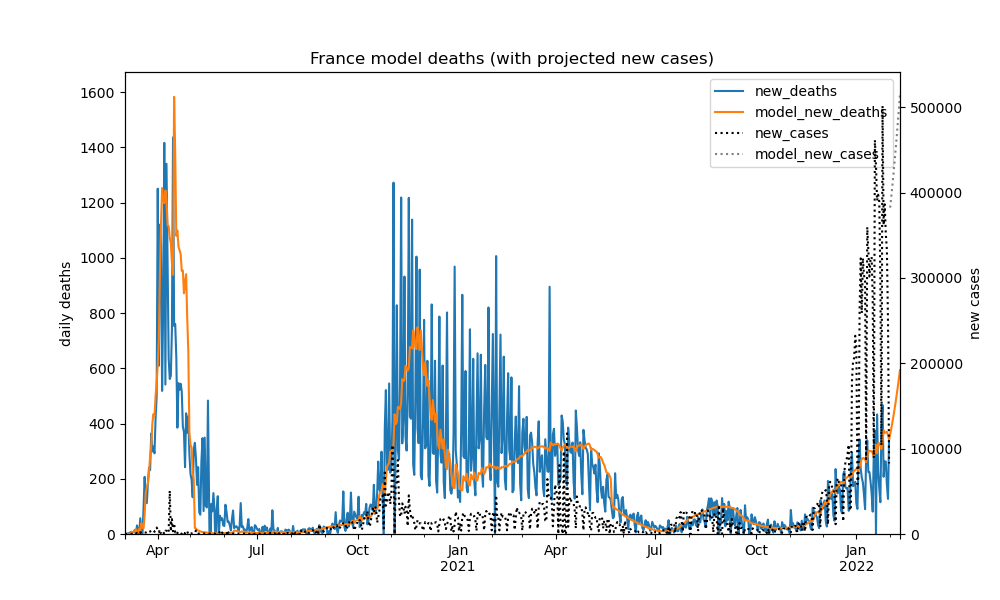 France model deaths (with projected new cases)
new_deaths
model_new_deaths
new_cases
model_new_cases
daily deaths
1600
1400
1200
1000
800
600
400
200
0
new cases
500000
400000
300000
200000
100000
0
Apr
Jul
Oct
Jan
2021
Apr
Jul
Oct
Jan
2022